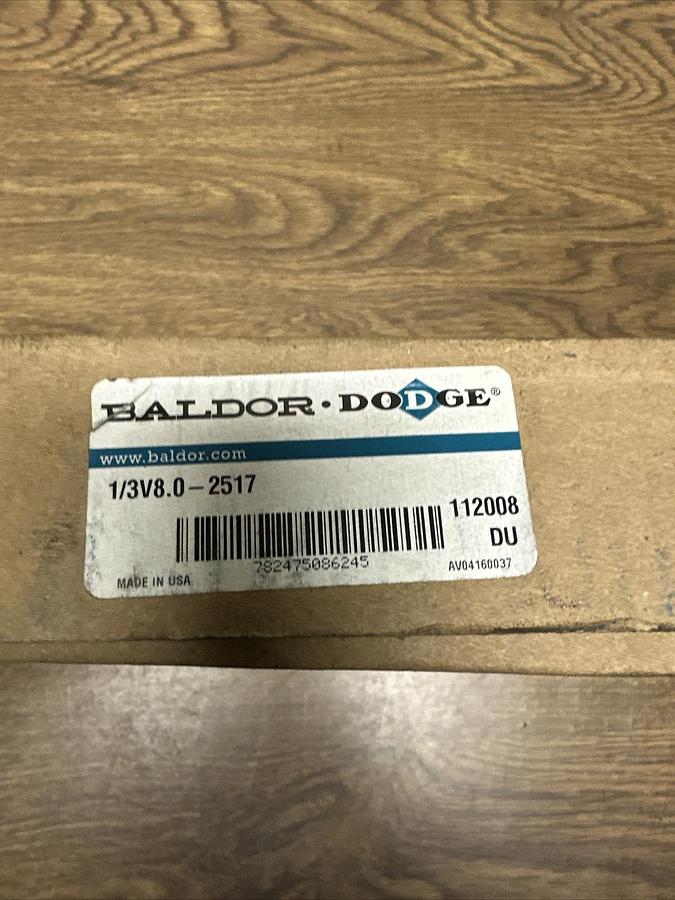 BALDOR · DODGE®
www.baldor.com
1/3V8.0–2517
112008
DU
782475086245
AV04160037
MADE IN USA